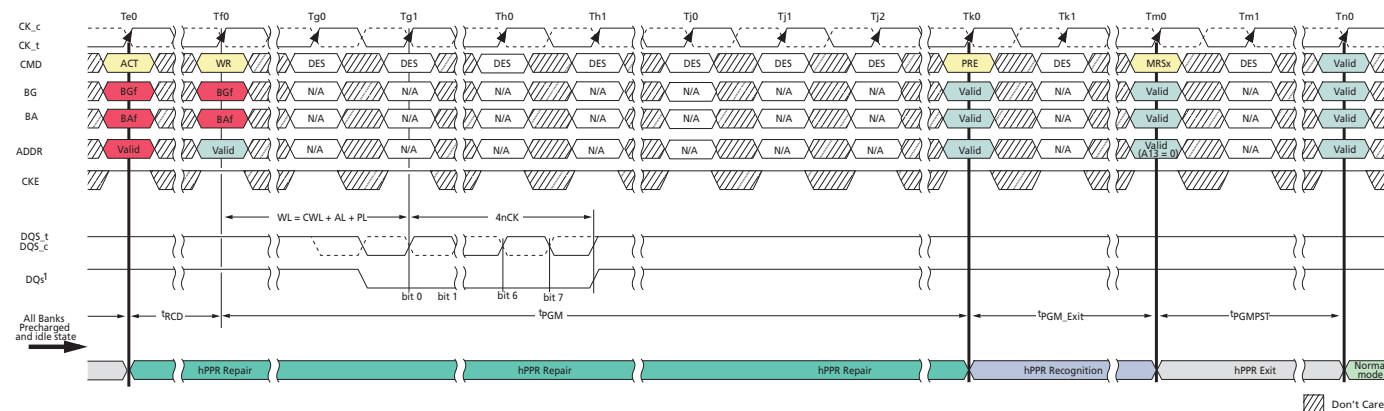 Te0 Tf0 Tg0 Tg1 Th0 Th1 Tj0 Tj1 Tj2 Tk0 Tk1 Tm0 Tm1 Tn0
CK_c
CK_t
CMD ACT WR DES DES DES DES DES DES DES PRE DES MRSx DES Valid
BG BGf BGf N/A N/A N/A N/A N/A N/A N/A Valid N/A Valid N/A Valid
BA BAf BAf N/A N/A N/A N/A N/A N/A N/A Valid N/A Valid N/A Valid
ADDR Valid Valid N/A N/A N/A N/A N/A N/A N/A Valid N/A Valid (A13 = 0) N/A Valid
CKE
WL = CWL + AL + PL 4nCK
DQS_t
DQS_c
DQs1
bit 0 bit 1 bit 6 bit 7
All Banks
Precharged
and idle state
tRCD tPGM tPGM_Exit tPGMPST
hPPR Repair hPPR Repair hPPR Repair hPPR Recognition hPPR Exit Norma
mode
Don't Care